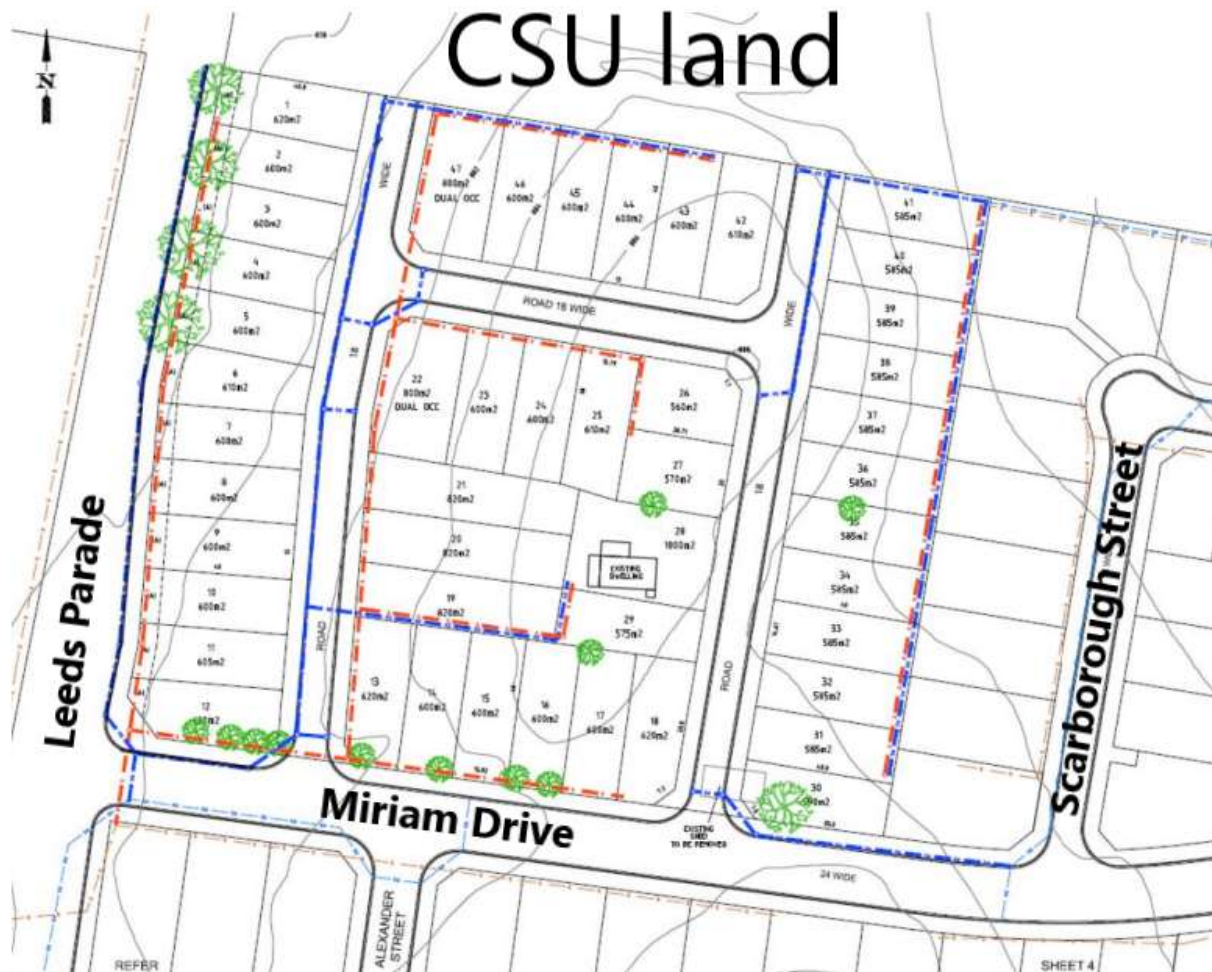 CSU land
N
1
620m2
2
600m2
3
600m2
4
600m2
5
600m2
6
610m2
7
600m2
8
600m2
9
600m2
10
600m2
11
605m2
12
13
620m2
14
600m2
15
600m2
16
600m2
17
600m2
18
620m2
19
820m2
20
820m2
21
820m2
22
800m2
DUAL OCC
23
600m2
24
600m2
25
610m2
26
560m2
27
570m2
28
1800m2
EXISTING
DWELLING
29
575m2
30
31
585m2
32
585m2
33
585m2
34
585m2
35
585m2
36
585m2
37
585m2
38
585m2
39
585m2
40
585m2
41
585m2
42
610m2
43
600m2
44
600m2
45
600m2
46
600m2
47
800m2
DUAL OCC
WIDE
18
ROAD
ROAD 18 WIDE
WIDE
18
ROAD
EXISTING
SHED
TO BE REMOVED
Leeds Parade
Miriam Drive
Scarborough Street
24 WIDE
ALEXANDER
STREET
REFER
SHEET 4